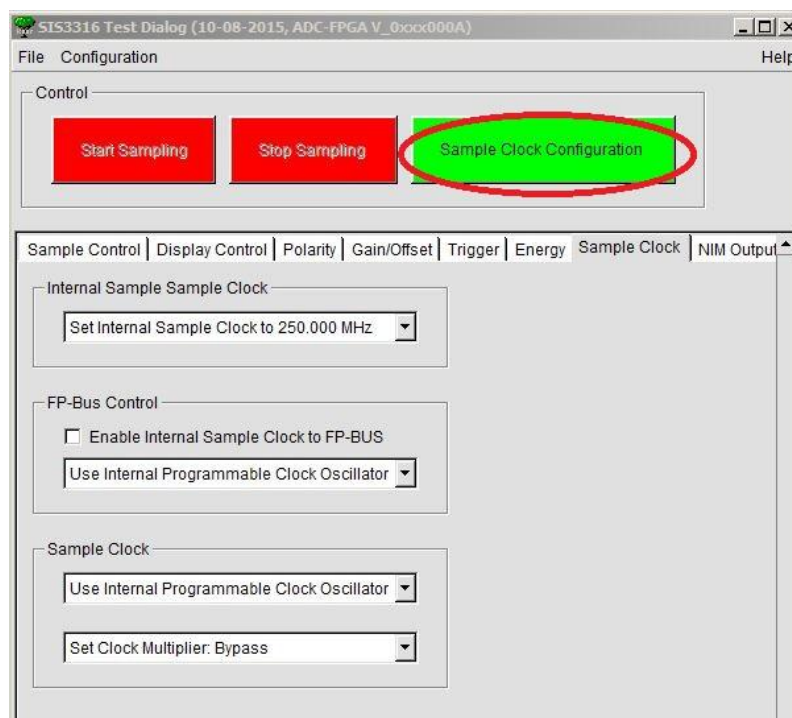 SIS3316 Test Dialog (10-08-2015, ADC-FPGA V_0xxx000A)
File Configuration Help
Control
Start Sampling Stop Sampling Sample Clock Configuration
Sample Control Display Control Polarity Gain/Offset Trigger Energy Sample Clock NIM Output
Internal Sample Sample Clock
Set Internal Sample Clock to 250.000 MHz
FP-Bus Control
Enable Internal Sample Clock to FP-BUS
Use Internal Programmable Clock Oscillator
Sample Clock
Use Internal Programmable Clock Oscillator
Set Clock Multiplier: Bypass